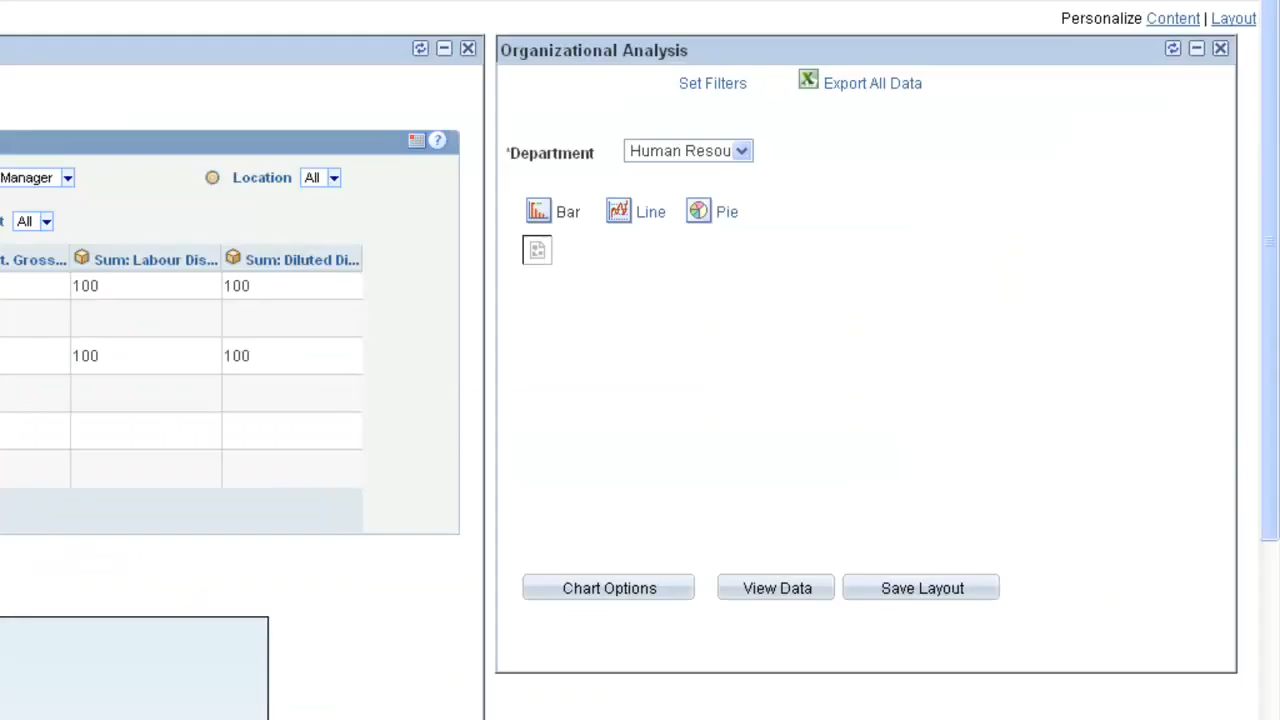 Personalize Content | Layout
Organizational Analysis
Set Filters Export All Data
*Department Human Resou
Manager Location All
t All
Bar Line Pie
t. Gross... Sum: Labour Dis... Sum: Diluted Di...
100 100
100 100
Chart Options View Data Save Layout